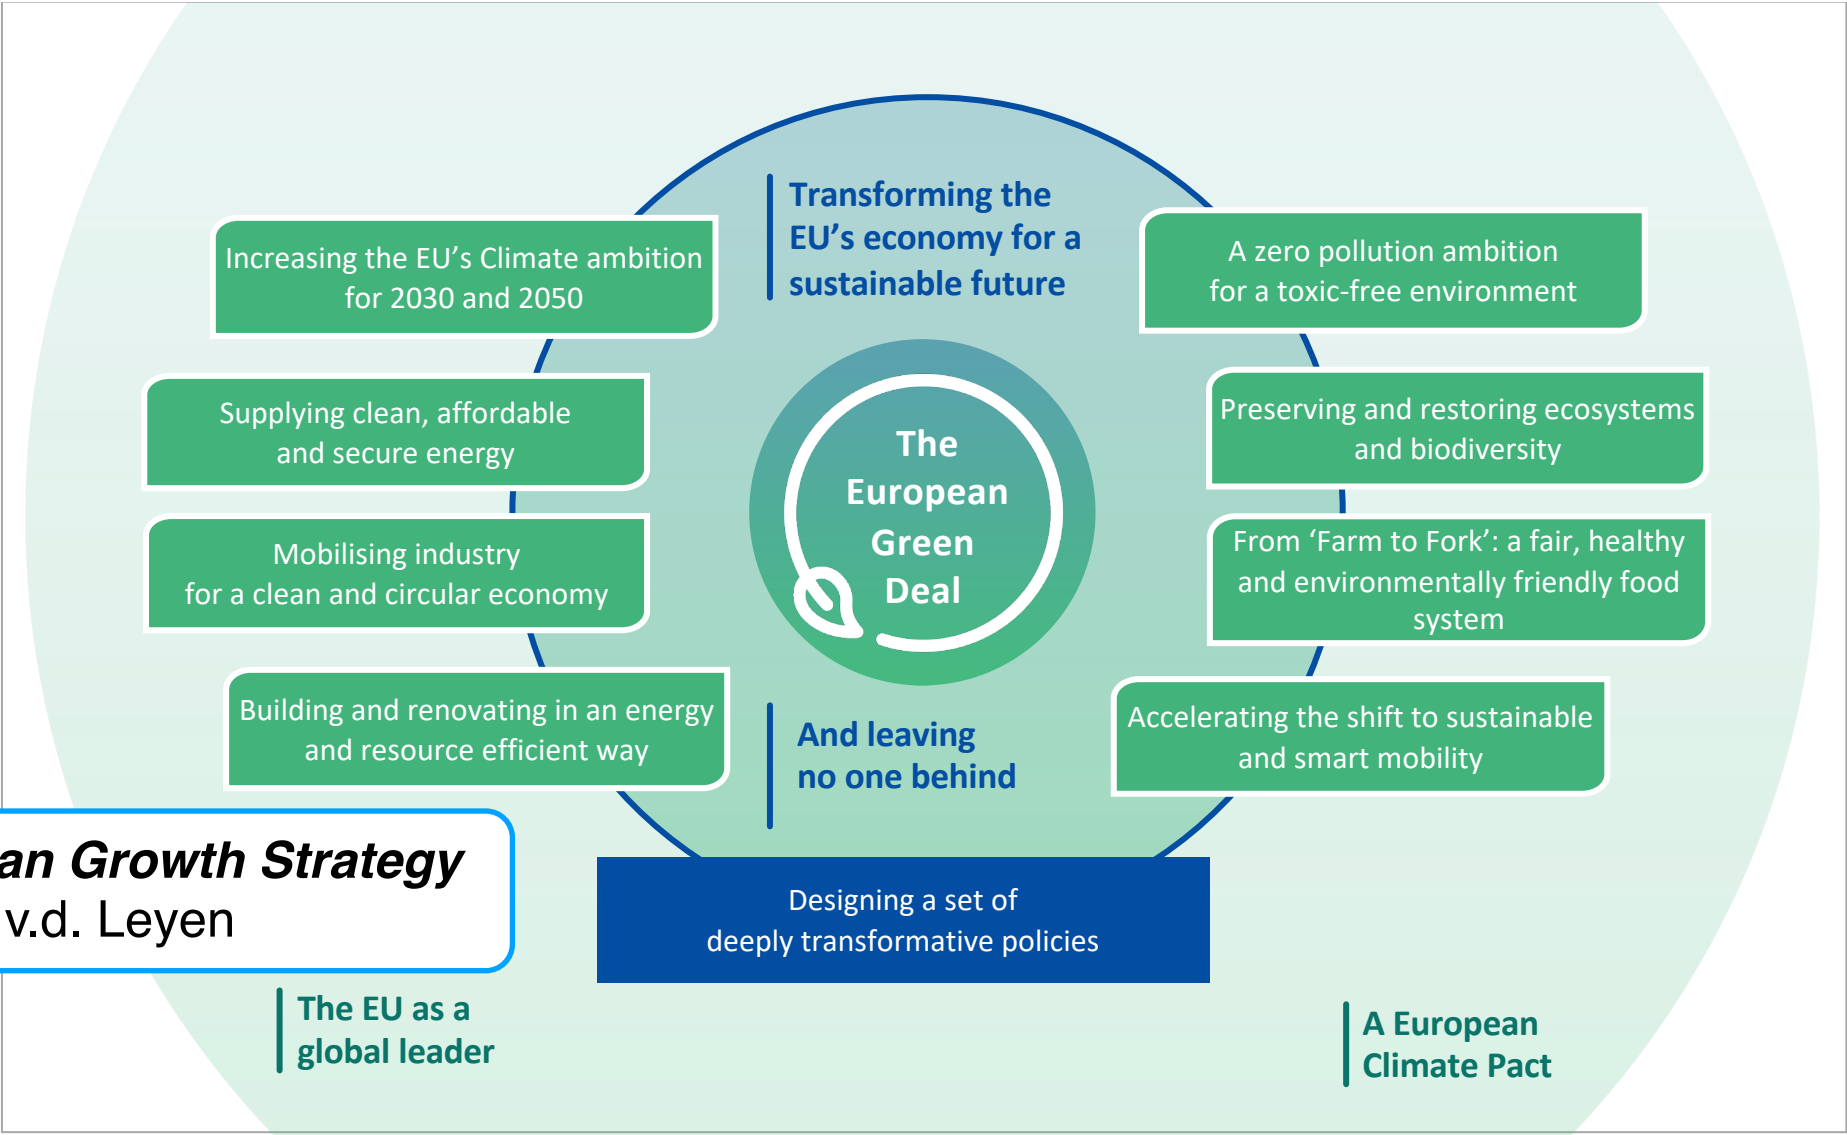 Transforming the
EU’s economy for a
sustainable future
Increasing the EU’s Climate ambition
for 2030 and 2050
Supplying clean, affordable
and secure energy
Mobilising industry
for a clean and circular economy
Building and renovating in an energy
and resource efficient way
The
European
Green
Deal
A zero pollution ambition
for a toxic-free environment
Preserving and restoring ecosystems
and biodiversity
From ‘Farm to Fork’: a fair, healthy
and environmentally friendly food
system
Accelerating the shift to sustainable
and smart mobility
And leaving
no one behind
an Growth Strategy
v.d. Leyen
Designing a set of
deeply transformative policies
The EU as a
global leader
A European
Climate Pact